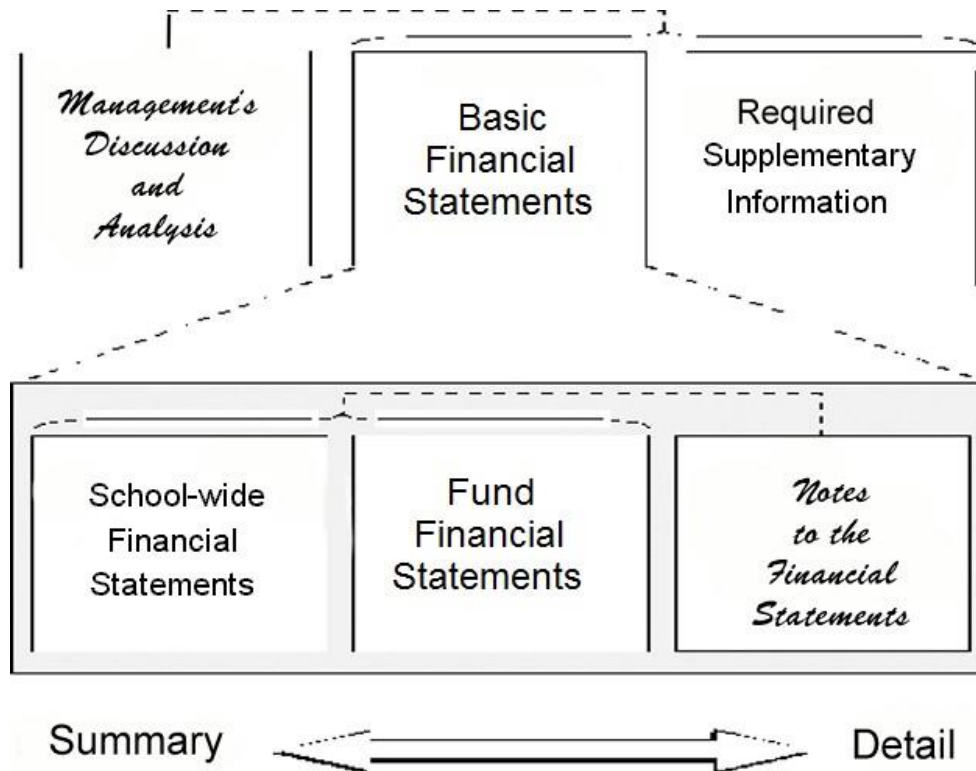 Management's
Discussion
and
Analysis
Basic
Financial
Statements
Required
Supplementary
Information
School-wide
Financial
Statements
Fund
Financial
Statements
Notes
to the
Financial
Statements
Summary
Detail